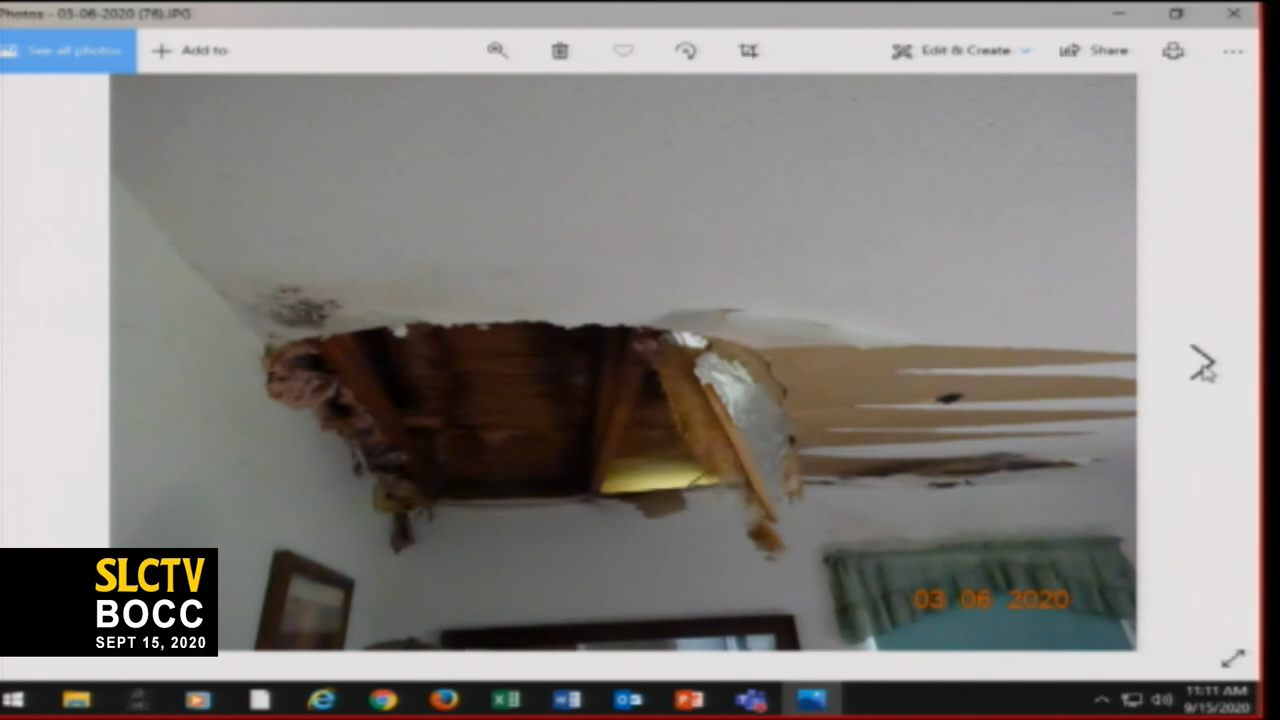 Photos - 03-06-2020 (76).JPG
See all photos
Add to
Edit & Create
Share
03 06 2020
SLCTV
BOCC
SEPT 15, 2020
11:11 AM
9/15/2020